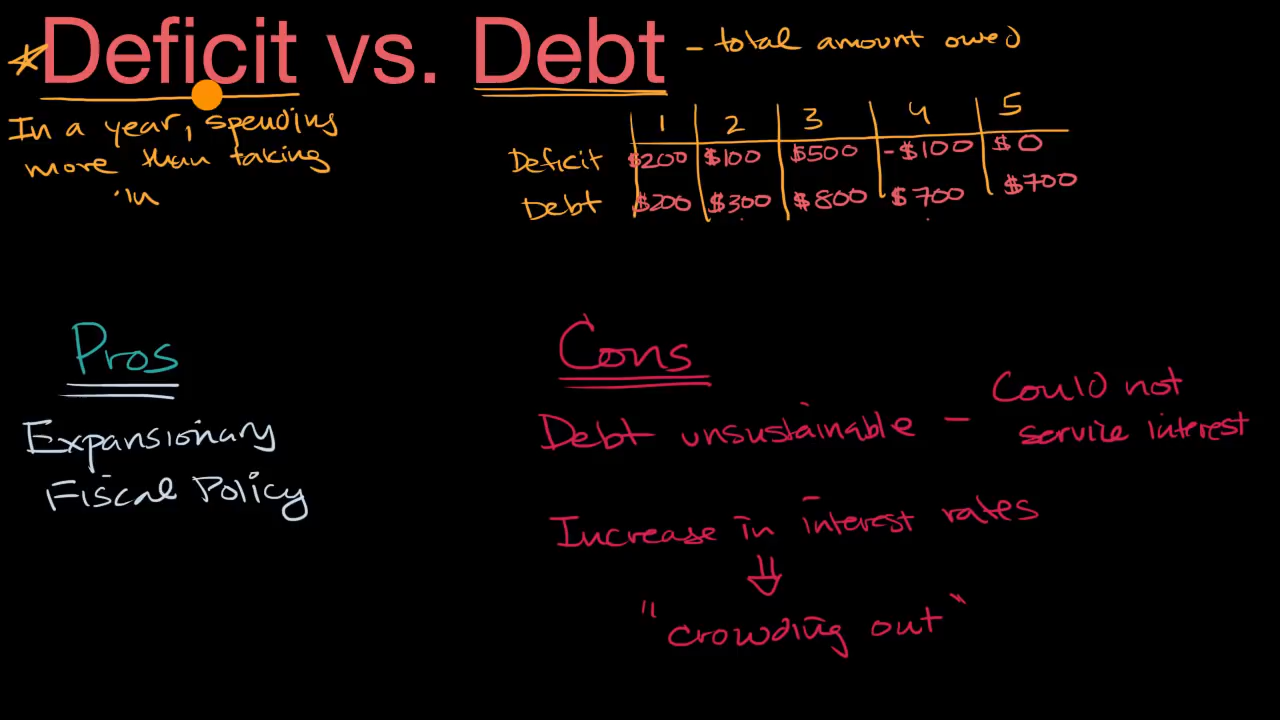 Deficit vs. Debt - total amount owed
In a year, spending
more than taking
in
1 2 3 4 5
Deficit $200 $100 $500 -$100 $0
Debt $200 $300 $800 $700 $700
Pros
Expansionary
Fiscal Policy
Cons
Debt unsustainable - Could not
service interest
Increase in interest rates
"crowding out"